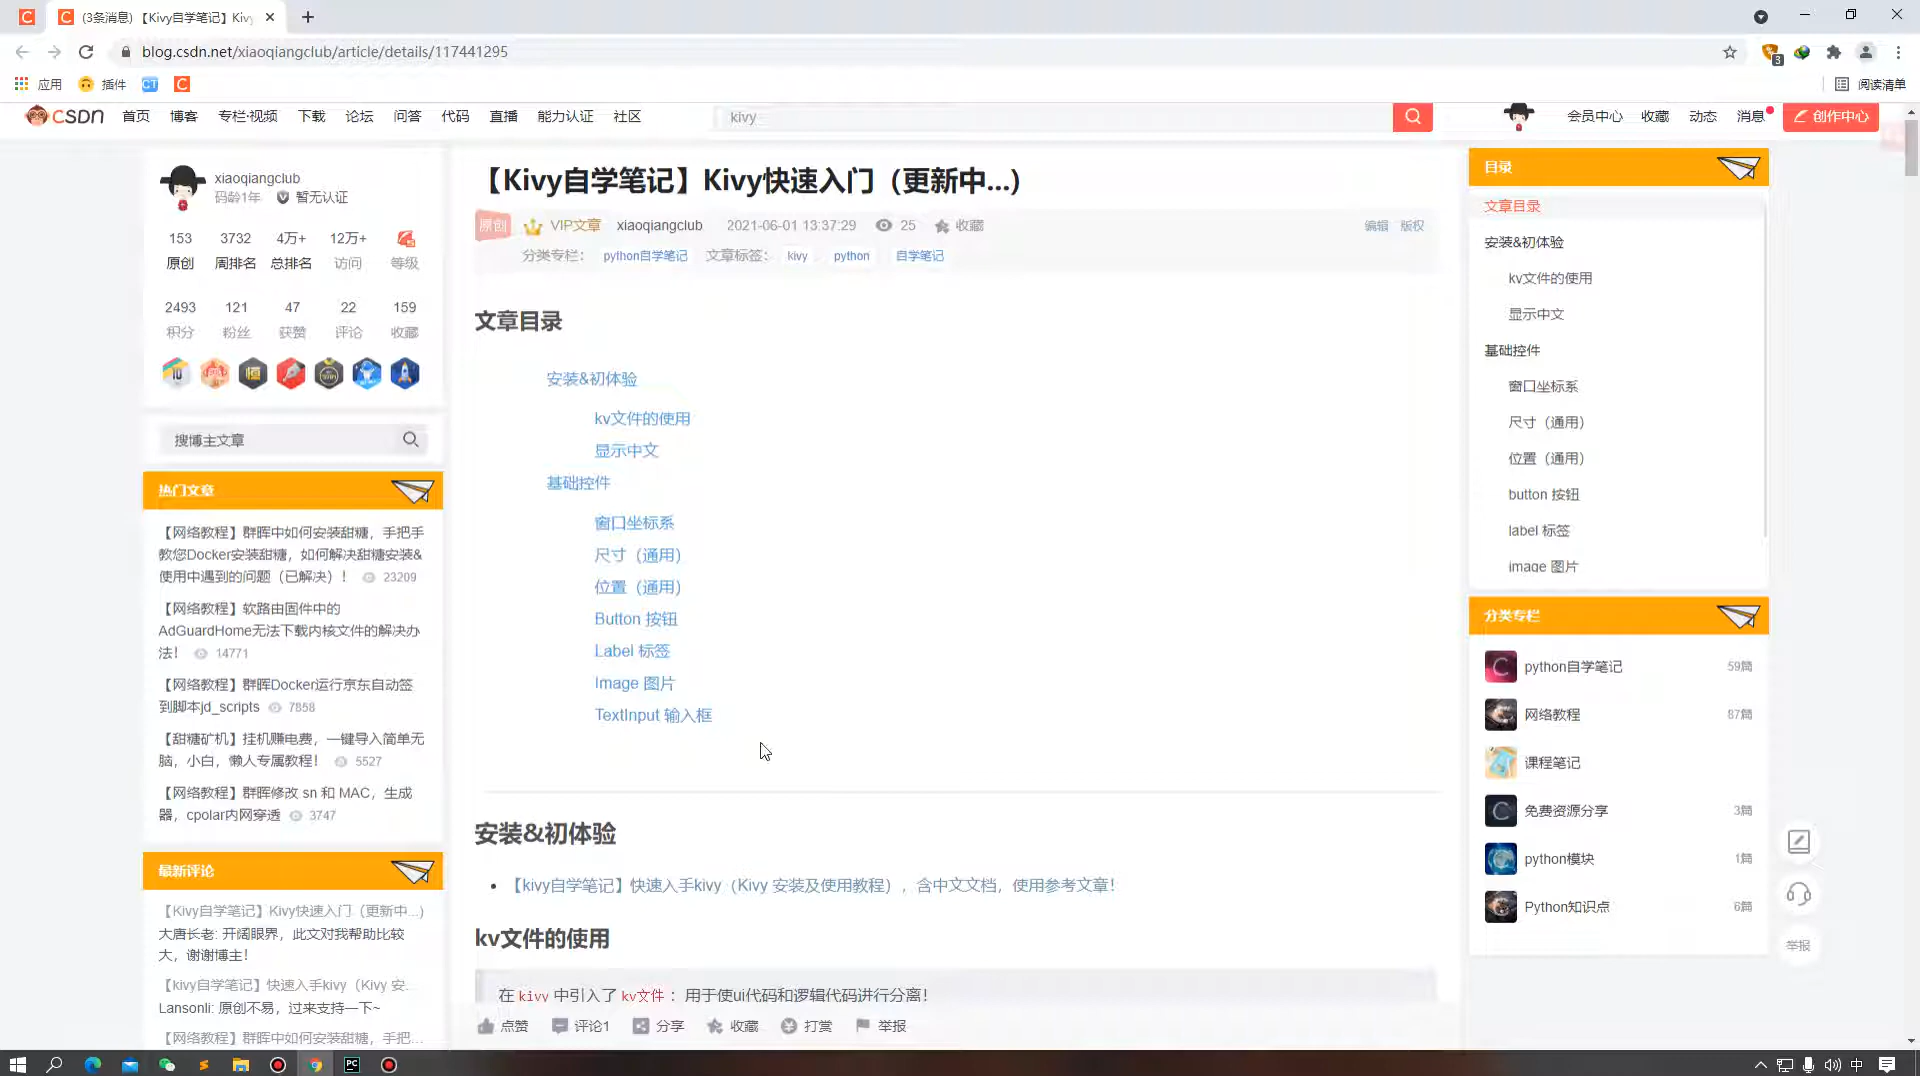 (3条消息) 【Kivy自学笔记】Kiv
blog.csdn.net/xiaoqiangclub/article/details/117441295
3
应用 插件 CT C 阅读清单
CSDN 首页 博客 专栏·视频 下载 论坛 问答 代码 直播 能力认证 社区 kivy 会员中心 收藏 动态 消息 创作中心
xiaoqiangclub
码龄1年 暂无认证
153 3732 4万+ 12万+
原创 周排名 总排名 访问 等级
2493 121 47 22 159
积分 粉丝 获赞 评论 收藏
搜博主文章
热门文章
【网络教程】群晖中如何安装甜糖，手把手
教您Docker安装甜糖，如何解决甜糖安装&
使用中遇到的问题（已解决）！ 23209
【网络教程】软路由固件中的
AdGuardHome无法下载内核文件的解决办
法！ 14771
【网络教程】群晖Docker运行京东自动签
到脚本jd_scripts 7858
【甜糖矿机】挂机赚电费，一键导入简单无
脑，小白，懒人专属教程！ 5527
【网络教程】群晖修改 sn 和 MAC，生成
器，cpolar内网穿透 3747
最新评论
【Kivy自学笔记】Kivy快速入门（更新中...)
大唐长老: 开阔眼界，此文对我帮助比较
大，谢谢博主！
【kivy自学笔记】快速入手kivy（Kivy 安...
Lansonli: 原创不易，过来支持一下~
【网络教程】群晖中如何安装甜糖，手把...
【Kivy自学笔记】Kivy快速入门（更新中...)
原创 VIP文章 xiaoqiangclub 2021-06-01 13:37:29 25 收藏 编辑 版权
分类专栏： python自学笔记 文章标签： kivy python 自学笔记
文章目录
安装&初体验
kv文件的使用
显示中文
基础控件
窗口坐标系
尺寸（通用）
位置（通用）
Button 按钮
Label 标签
Image 图片
TextInput 输入框
安装&初体验
【kivy自学笔记】快速入手kivy（Kivy 安装及使用教程），含中文文档，使用参考文章！
kv文件的使用
在 kivy 中引入了 kv文件 ：用于使ui代码和逻辑代码进行分离！
点赞 评论1 分享 收藏 打赏 举报
目录
文章目录
安装&初体验
kv文件的使用
显示中文
基础控件
窗口坐标系
尺寸（通用）
位置（通用）
button 按钮
label 标签
image 图片
分类专栏
python自学笔记 59篇
网络教程 87篇
课程笔记
免费资源分享 3篇
python模块 1篇
Python知识点 6篇
举报
PC 中